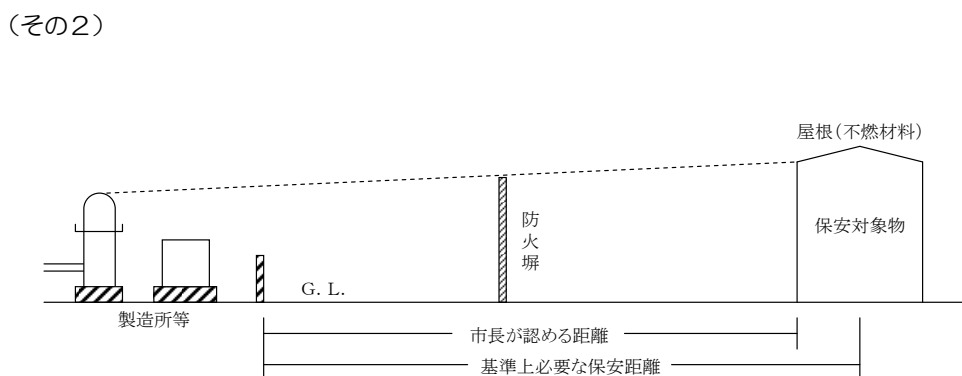 (その2)
屋根(不燃材料)
防火塀
保安対象物
G. L.
製造所等
市長が認める距離
基準上必要な保安距離